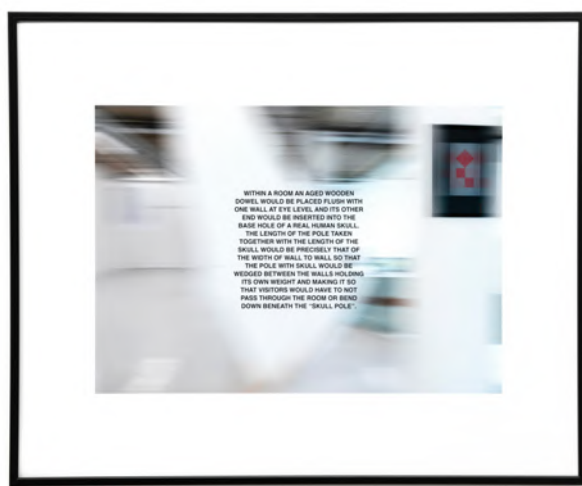 WITHIN A ROOM AN AGED WOODEN
DOWEL WOULD BE PLACED FLUSH WITH
ONE WALL AT EYE LEVEL AND ITS OTHER
END WOULD BE INSERTED INTO THE
BASE HOLE OF A REAL HUMAN SKULL.
THE LENGTH OF THE POLE TAKEN
TOGETHER WITH THE LENGTH OF THE
SKULL WOULD BE PRECISELY THAT OF
THE WIDTH OF WALL TO WALL SO THAT
THE POLE WITH SKULL WOULD BE
WEDGED BETWEEN THE WALLS HOLDING
ITS OWN WEIGHT AND MAKING IT SO
THAT VISITORS WOULD HAVE TO NOT
PASS THROUGH THE ROOM OR BEND
DOWN BENEATH THE "SKULL POLE".